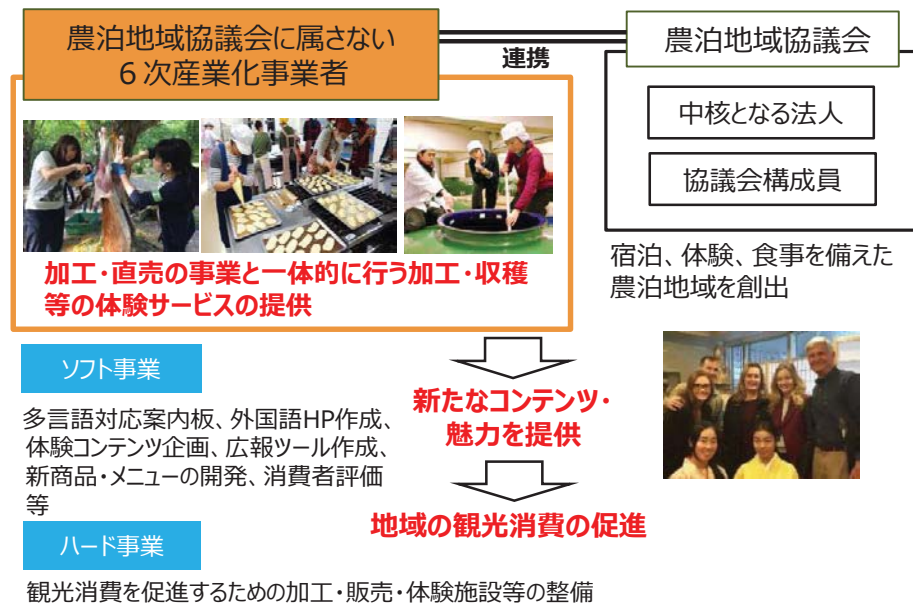 農泊地域協議会に属さない
６次産業化事業者
連携
農泊地域協議会
中核となる法人
協議会構成員
宿泊、体験、食事を備えた
農泊地域を創出
加工・直売の事業と一体的に行う加工・収穫
等の体験サービスの提供
ソフト事業
多言語対応案内板、外国語HP作成、
体験コンテンツ企画、広報ツール作成、
新商品・メニューの開発、消費者評価
等
新たなコンテンツ・
魅力を提供
地域の観光消費の促進
ハード事業
観光消費を促進するための加工・販売・体験施設等の整備